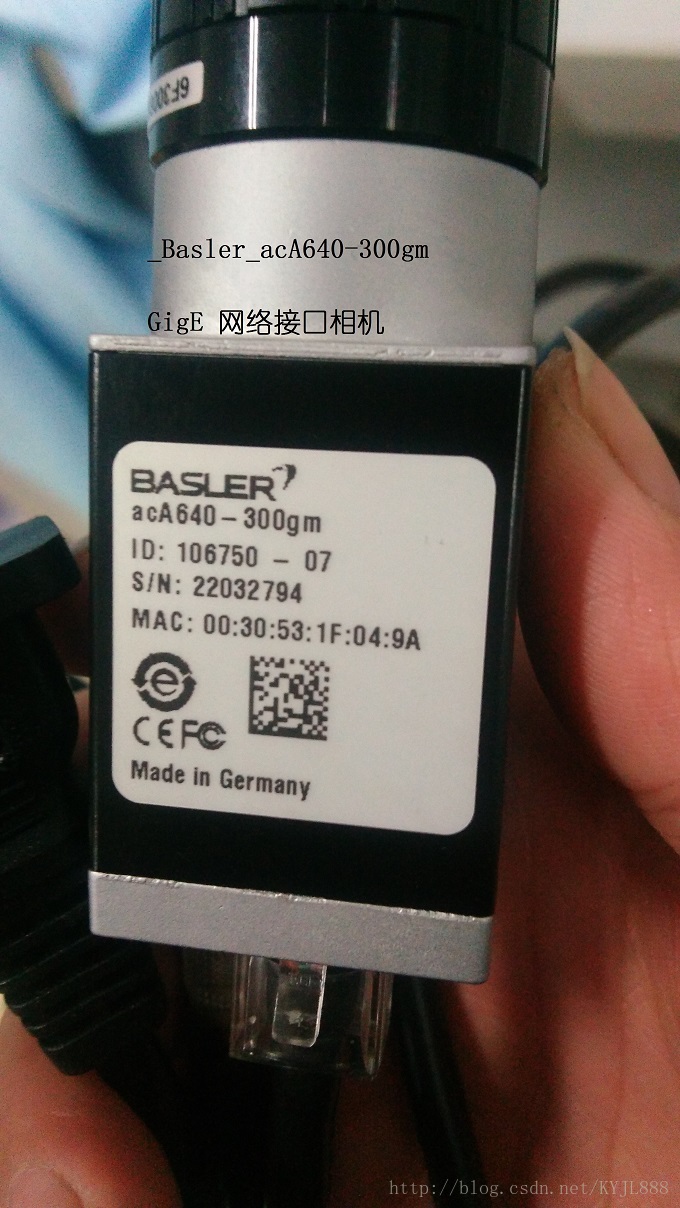 _Basler_acA640-300gm
GigE 网络接口相机
BASLER
acA640-300gm
ID: 106750 - 07
S/N: 22032794
MAC: 00:30:53:1F:04:9A
e
CE FC
Made in Germany
http://blog.csdn.net/KYJL888